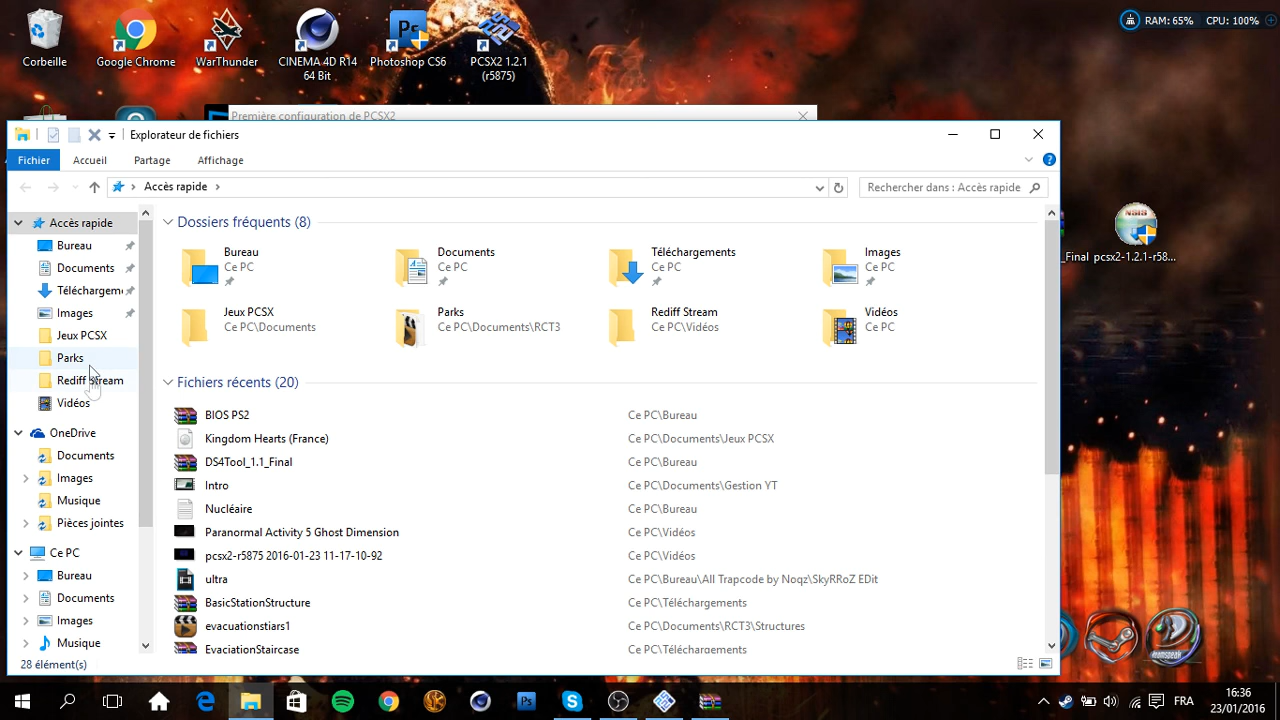 RAM: 65% CPU: 100%
Corbeille
Google Chrome
WarThunder
CINEMA 4D R14 64 Bit
Photoshop CS6
PCSX2 1.2.1 (r5875)
Première configuration de PCSX2
Explorateur de fichiers
Fichier Accueil Partage Affichage
Accès rapide
Rechercher dans : Accès rapide
Accès rapide
Bureau
Documents
Téléchargem
Images
Jeux PCSX
Parks
Rediff Stream
Vidéos
OneDrive
Documents
Images
Musique
Pièces jointes
Ce PC
Bureau
Documents
Images
Musique
Dossiers fréquents (8)
Bureau
Ce PC
Documents
Ce PC
Téléchargements
Ce PC
Images
Ce PC
Jeux PCSX
Ce PC\Documents
Parks
Ce PC\Documents\RCT3
Rediff Stream
Ce PC\Vidéos
Vidéos
Ce PC
Fichiers récents (20)
BIOS PS2 Ce PC\Bureau
Kingdom Hearts (France) Ce PC\Documents\Jeux PCSX
DS4Tool_1.1_Final Ce PC\Bureau
Intro Ce PC\Documents\Gestion YT
Nucléaire Ce PC\Bureau
Paranormal Activity 5 Ghost Dimension Ce PC\Vidéos
pcsx2-r5875 2016-01-23 11-17-10-92 Ce PC\Vidéos
ultra Ce PC\Bureau\All Trapcode by Noqz\SkyRRoZ EDit
BasicStationStructure Ce PC\Téléchargements
evacuationstiars1 Ce PC\Documents\RCT3\Structures
EvaciationStaircase Ce PC\Téléchargements
28 élément(s)
_Final
pcsx2-1.2.1-r58...
FRA
16:36
23/01/2016